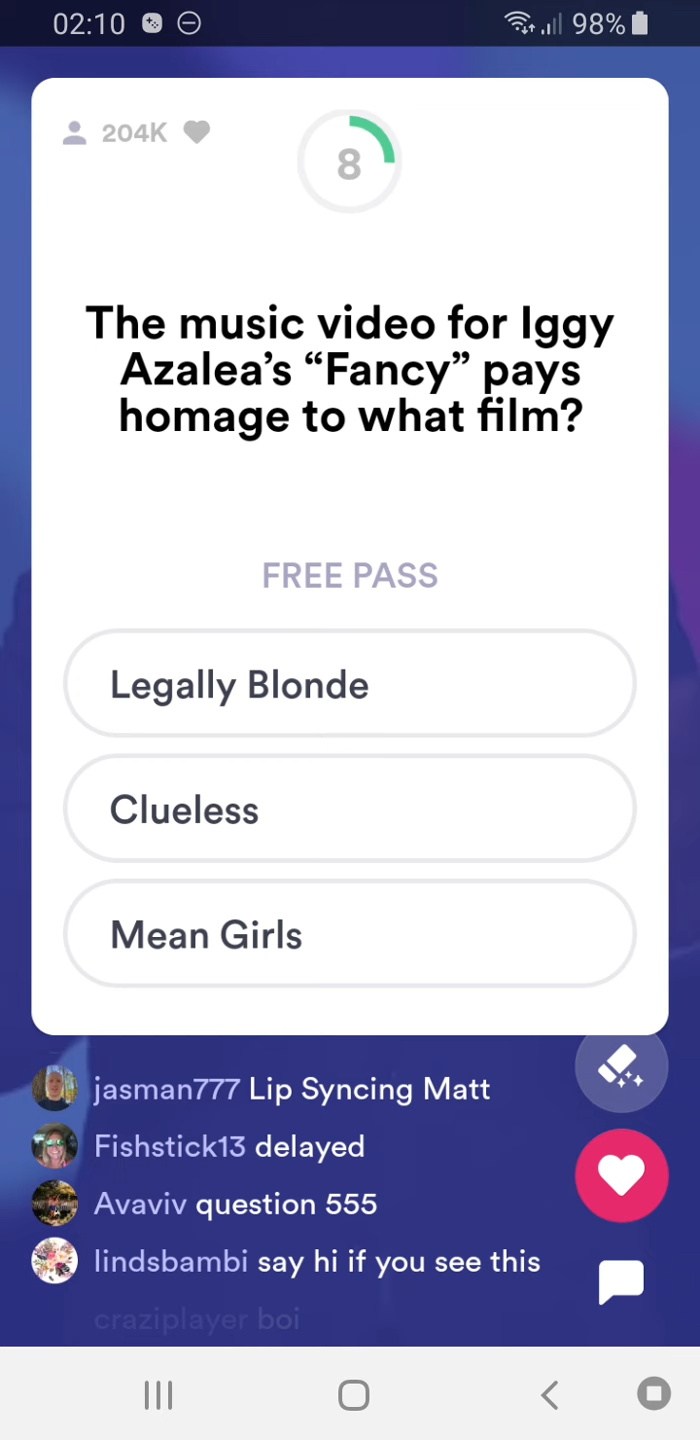 02:10 98%
204K
8
The music video for Iggy
Azalea’s “Fancy” pays
homage to what film?
FREE PASS
Legally Blonde
Clueless
Mean Girls
jasman777 Lip Syncing Matt
Fishstick13 delayed
Avaviv question 555
lindsbambi say hi if you see this
craziplayer boi